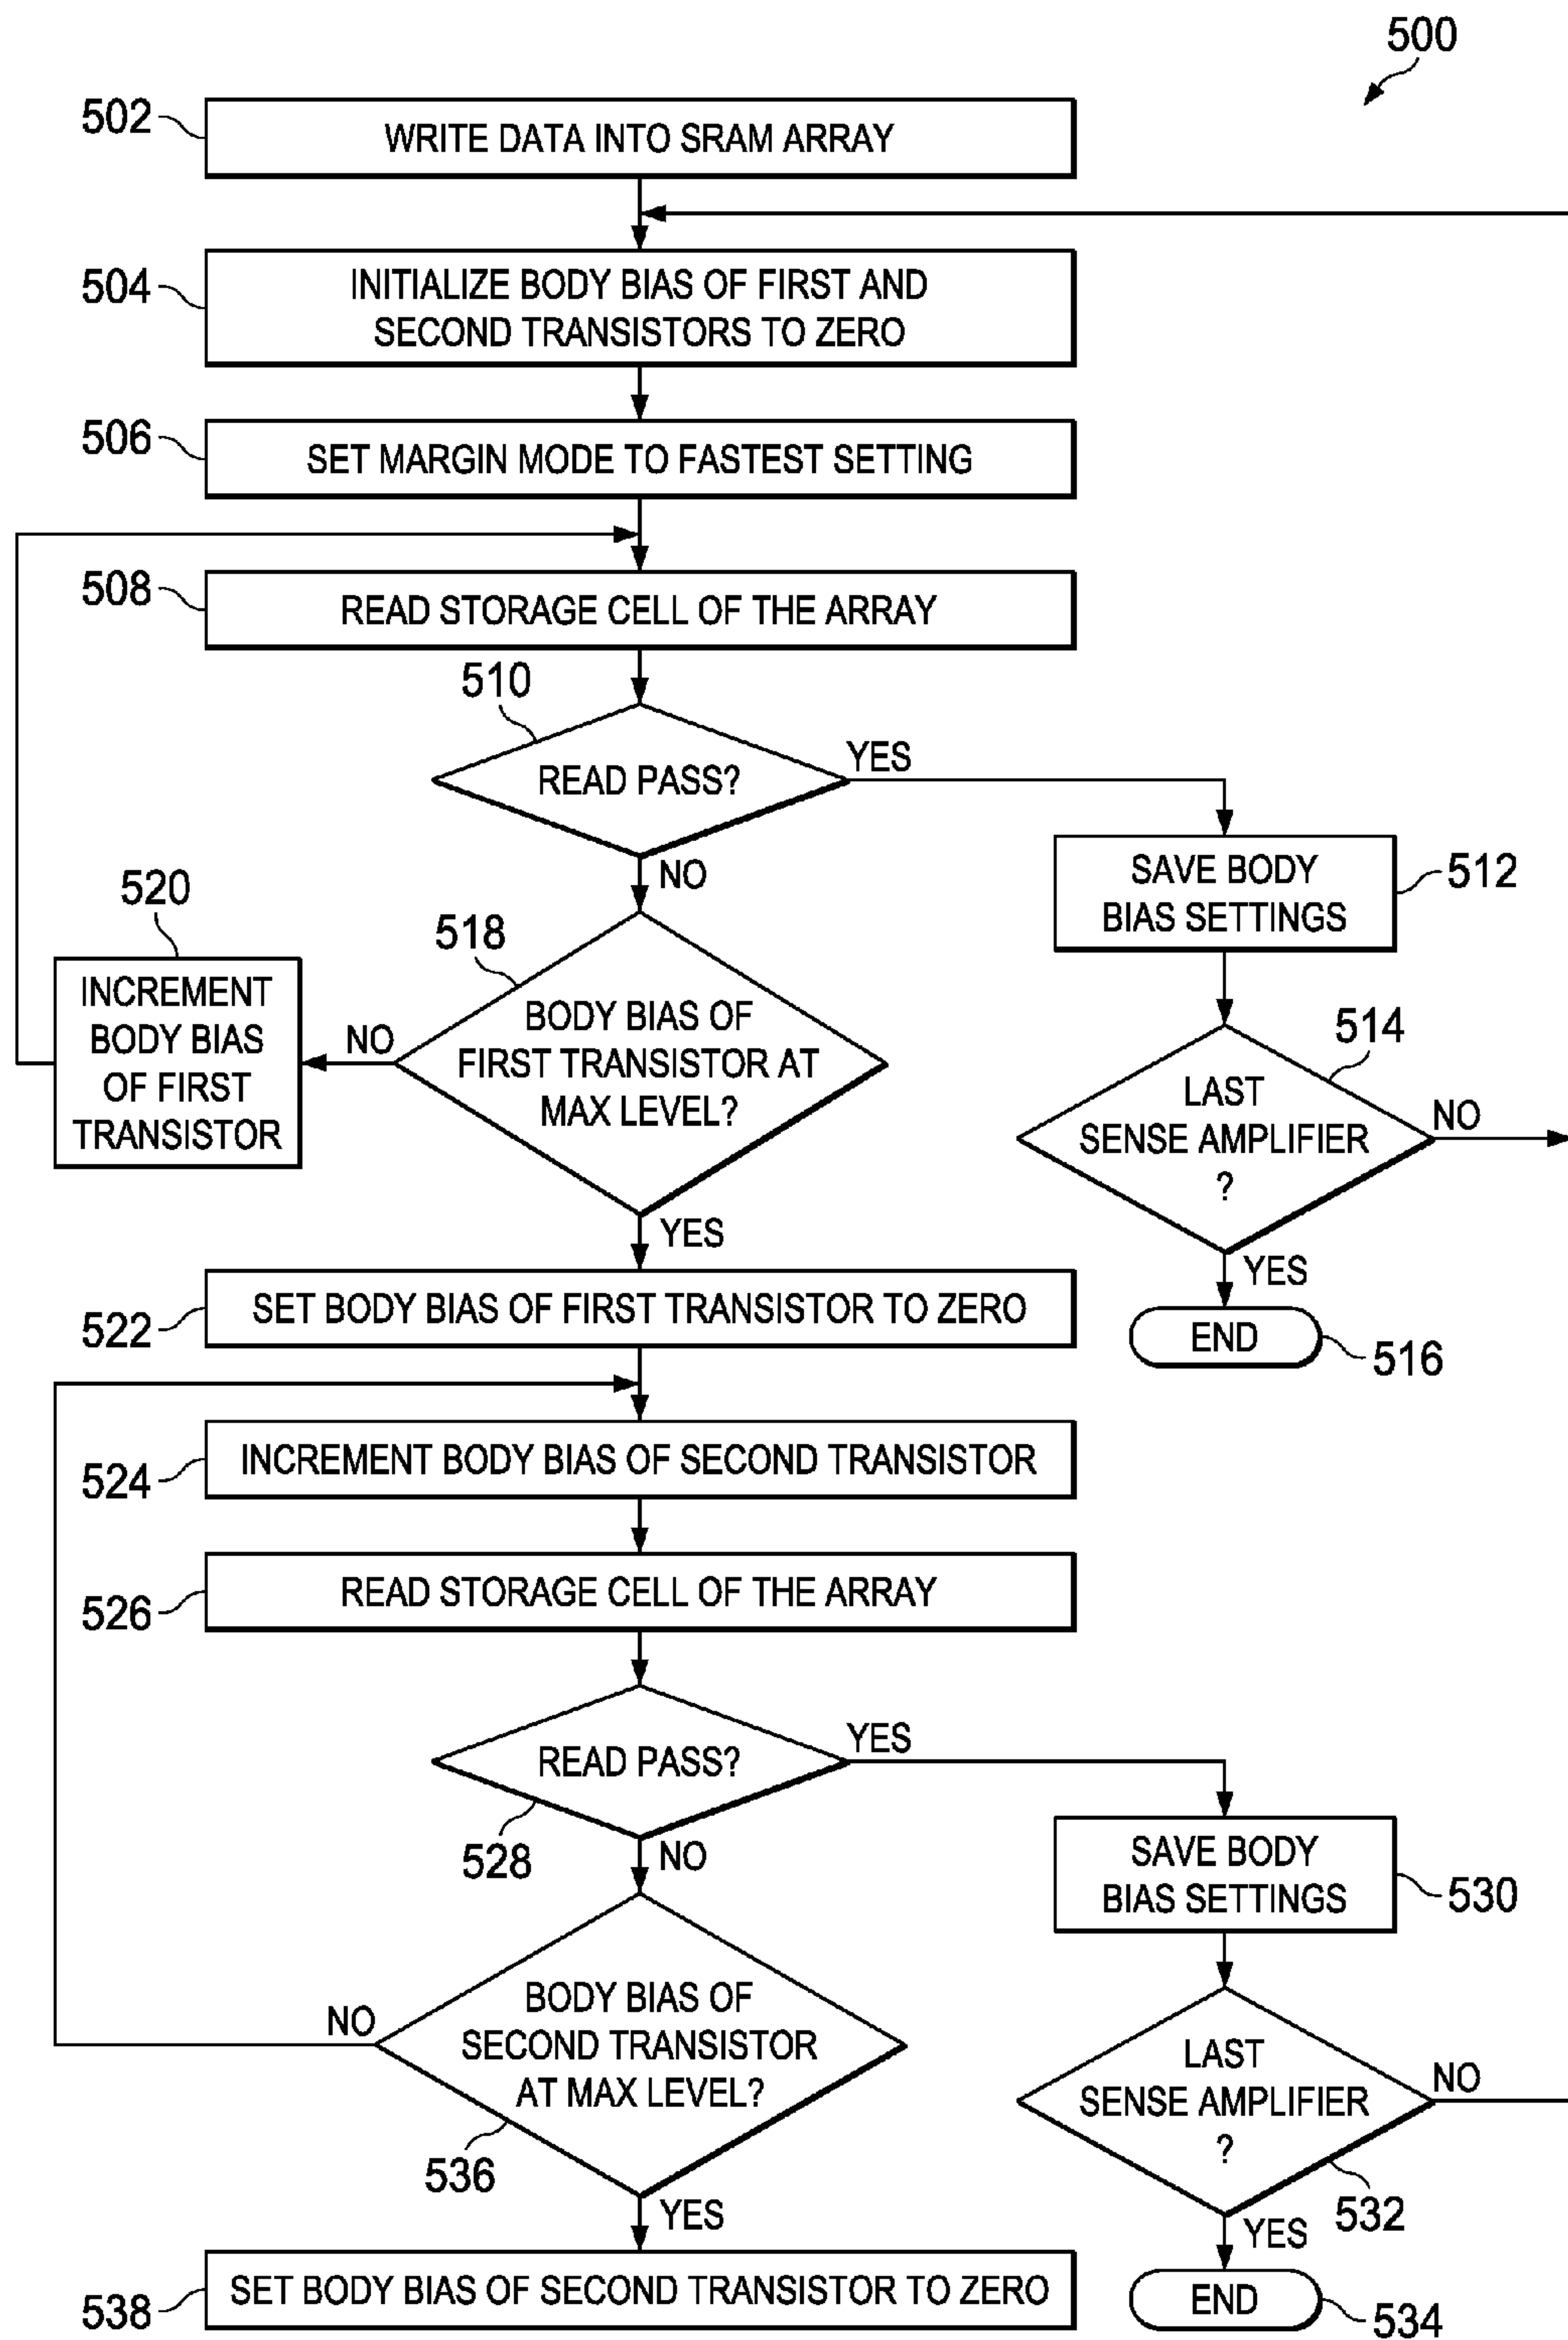 500
502
WRITE DATA INTO SRAM ARRAY
504
INITIALIZE BODY BIAS OF FIRST AND
SECOND TRANSISTORS TO ZERO
506
SET MARGIN MODE TO FASTEST SETTING
508
READ STORAGE CELL OF THE ARRAY
510
READ PASS?
YES
NO
SAVE BODY
BIAS SETTINGS
512
520
INCREMENT
BODY BIAS
OF FIRST
TRANSISTOR
NO
518
BODY BIAS OF
FIRST TRANSISTOR AT
MAX LEVEL?
YES
514
LAST
SENSE AMPLIFIER
?
NO
YES
END
516
522
SET BODY BIAS OF FIRST TRANSISTOR TO ZERO
524
INCREMENT BODY BIAS OF SECOND TRANSISTOR
526
READ STORAGE CELL OF THE ARRAY
READ PASS?
528
YES
NO
SAVE BODY
BIAS SETTINGS
530
NO
BODY BIAS OF
SECOND TRANSISTOR
AT MAX LEVEL?
536
YES
LAST
SENSE AMPLIFIER
?
NO
532
YES
538
SET BODY BIAS OF SECOND TRANSISTOR TO ZERO
END
534